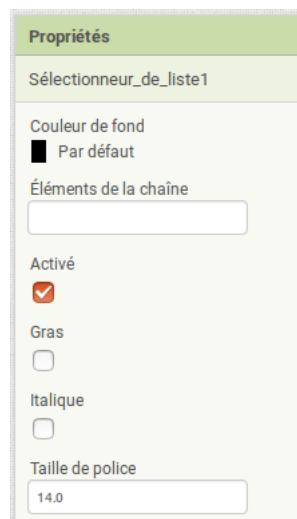 Propriétés
Sélectionneur_de_liste1
Couleur de fond
Par défaut
Éléments de la chaîne
Activé
Gras
Italique
Taille de police
14.0